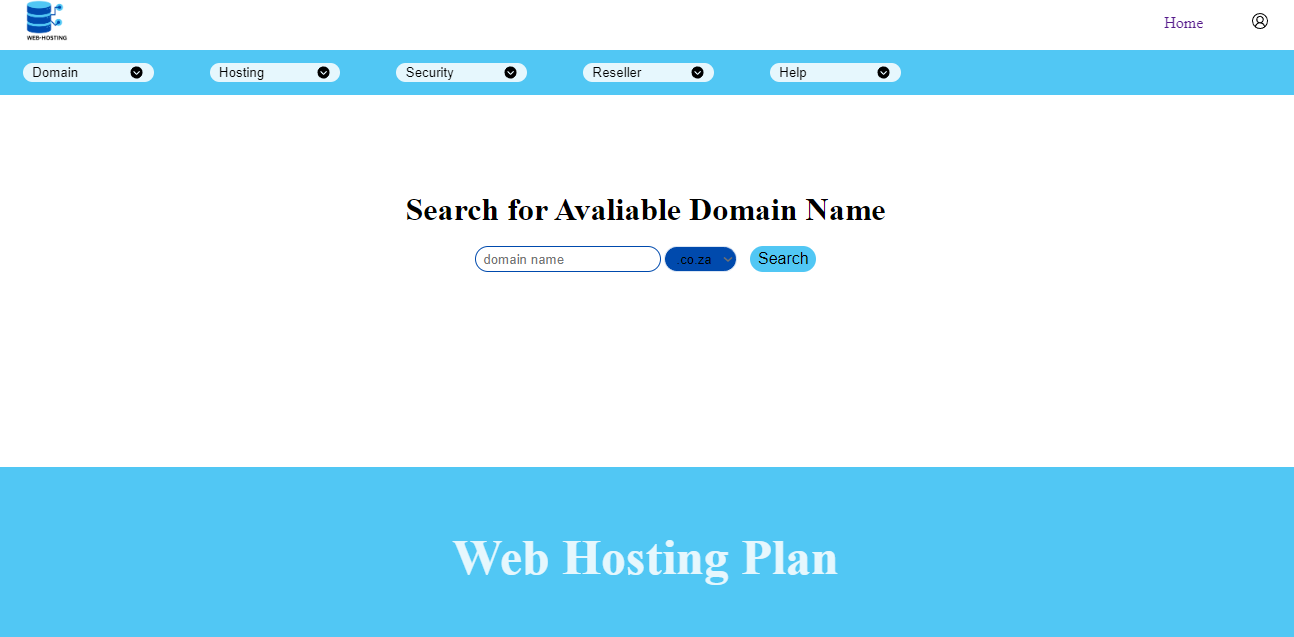 WEB-HOSTING
Home
Domain
Hosting
Security
Reseller
Help
Search for Avaliable Domain Name
domain name
.co.za
Search
Web Hosting Plan